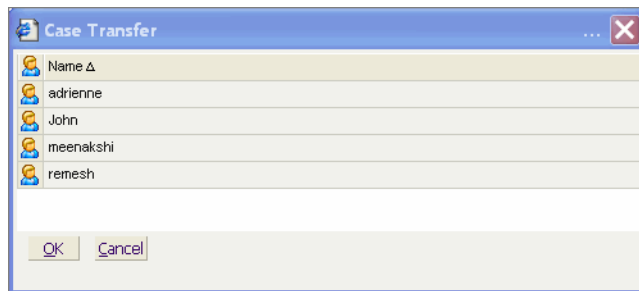 Case Transfer ...
Name Δ
adrienne
John
meenakshi
remesh
OK Cancel